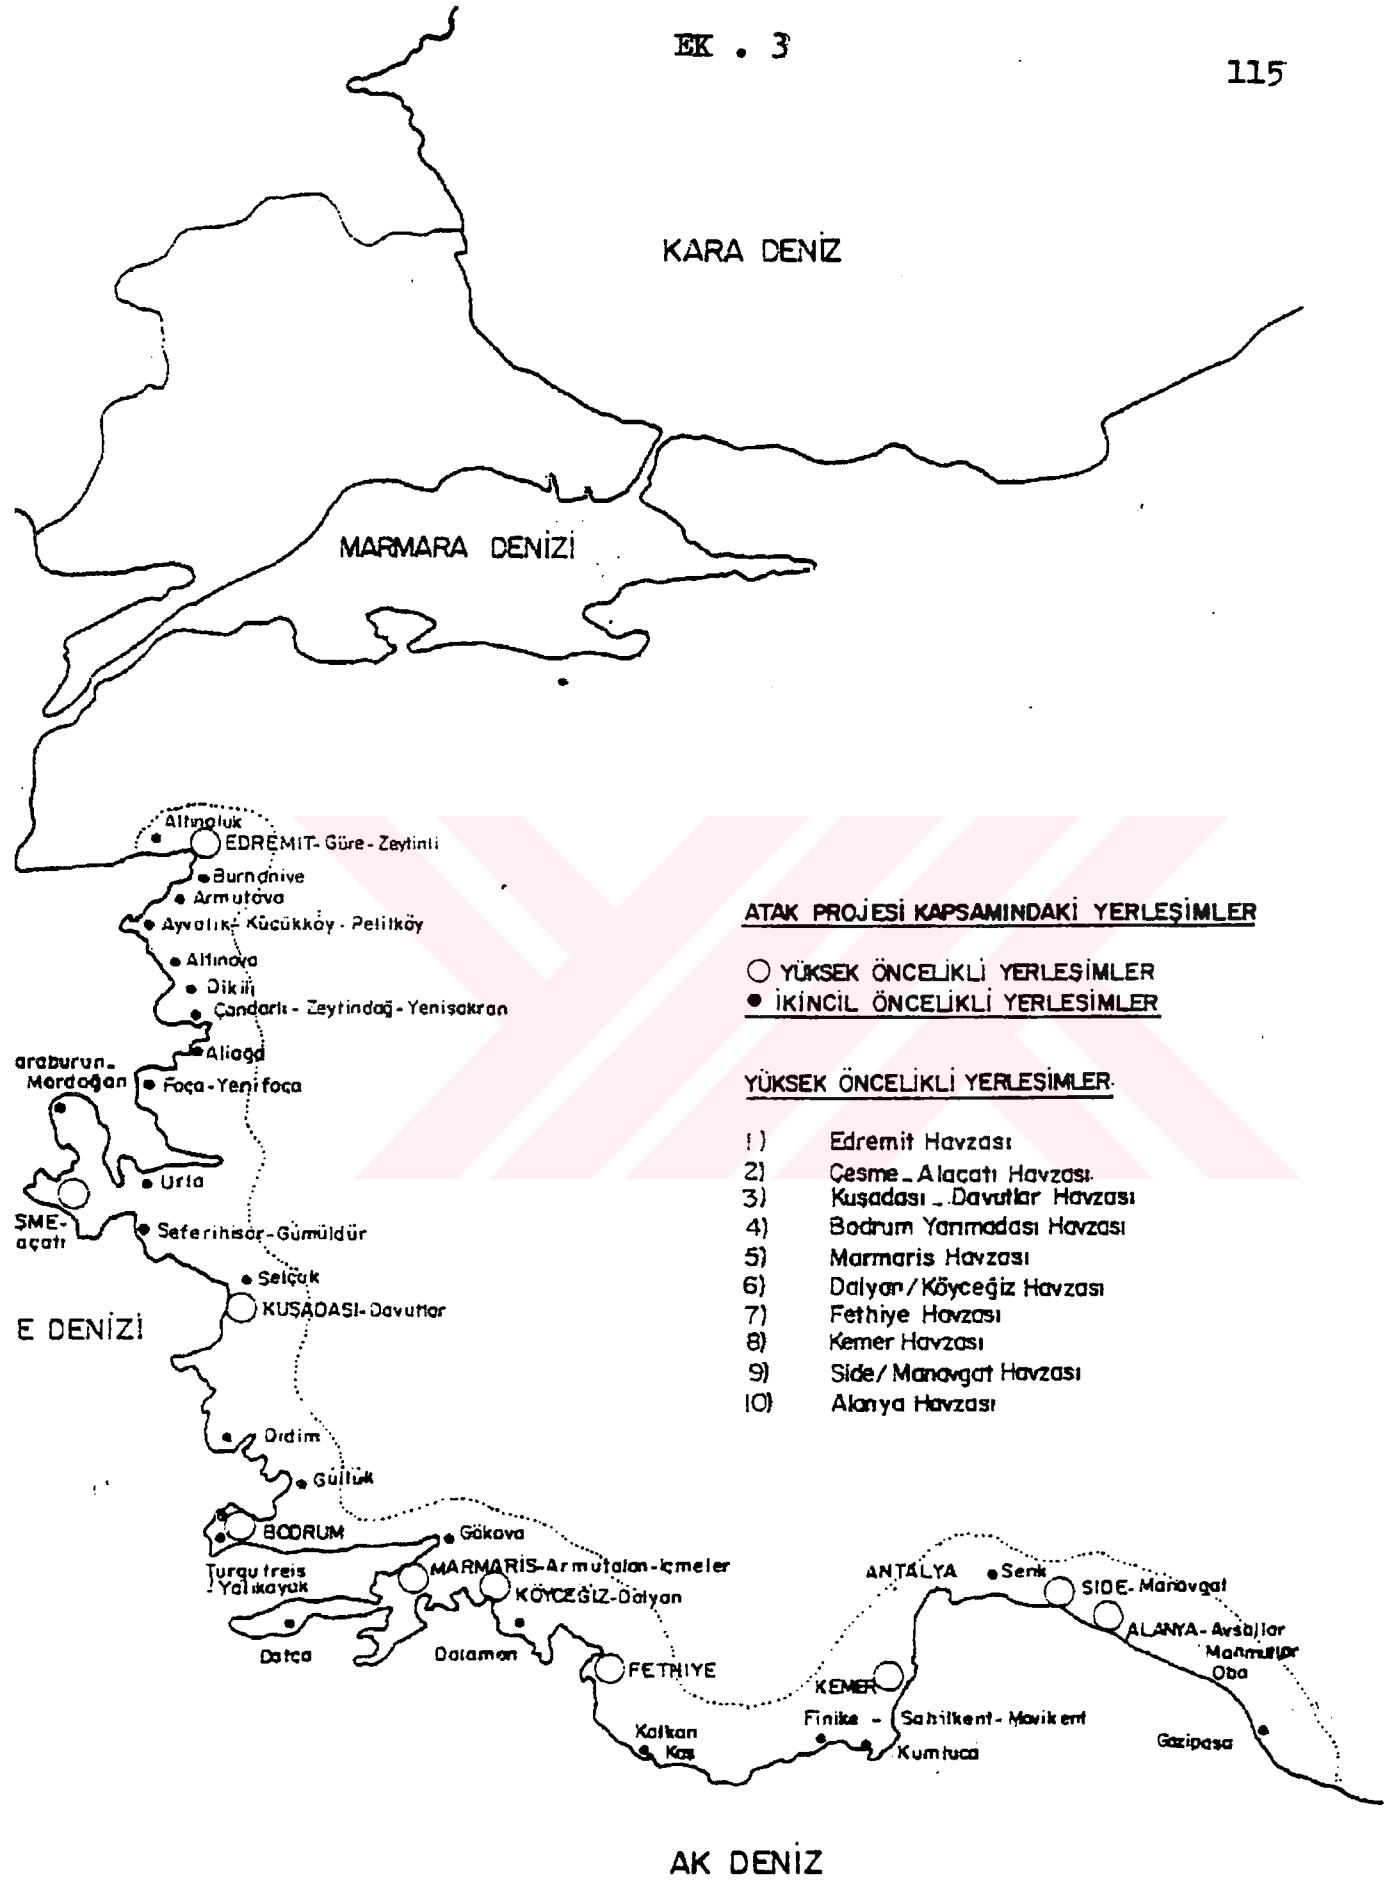 EK . 3
115
KARA DENİZ
MARMARA DENİZİ
Altınoluk
EDREMIT-Güre-Zeytinli
Burhaniye
Armutova
Ayvalık-Küçükköy-Pelitköy
Altınova
Dikili
Çandarlı-Zeytindağ-Yenişakran
Aliağa
araburun-
Mordoğan
Foça-Yenifoça
Urla
ŞME-
açatı
Seferihisar-Gümüldür
Selçuk
KUŞADASI-Davutlar
E DENİZİ
Didim
Güllük
BODRUM
Turgutreis
Yalıkavak
Gökova
MARMARİS-Armutalan-İçmeler
KÖYCEĞİZ-Dalyan
Datça
Dalaman
FETHIYE
Kalkan
Kaş
ANTALYA
Serik
SIDE-Manavgat
ALANYA-Avsallar
Mahmutlar
Oba
KEMER
Finike - Sahilkent-Mavikent
Kumluca
Gazipaşa
AK DENİZ
ATAK PROJESİ KAPSAMINDAKİ YERLEŞİMLER
YÜKSEK ÖNCELİKLİ YERLEŞİMLER
İKİNCİL ÖNCELİKLİ YERLEŞİMLER
YÜKSEK ÖNCELİKLİ YERLEŞİMLER
1) Edremit Havzası
2) Çeşme-Alaçatı Havzası
3) Kuşadası-Davutlar Havzası
4) Bodrum Yarımadası Havzası
5) Marmaris Havzası
6) Dalyan/Köyceğiz Havzası
7) Fethiye Havzası
8) Kemer Havzası
9) Side/Manavgat Havzası
10) Alanya Havzası